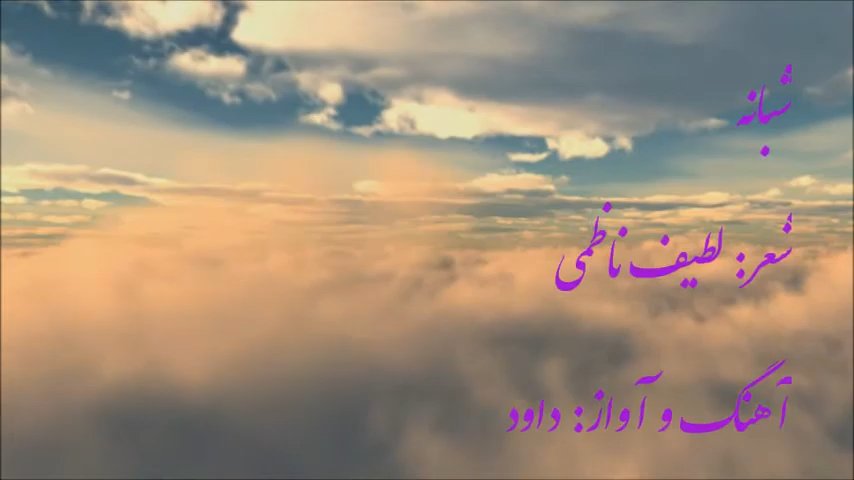 شبانه
شعر: لطیف ناظمی
آهنگ و آواز: داود